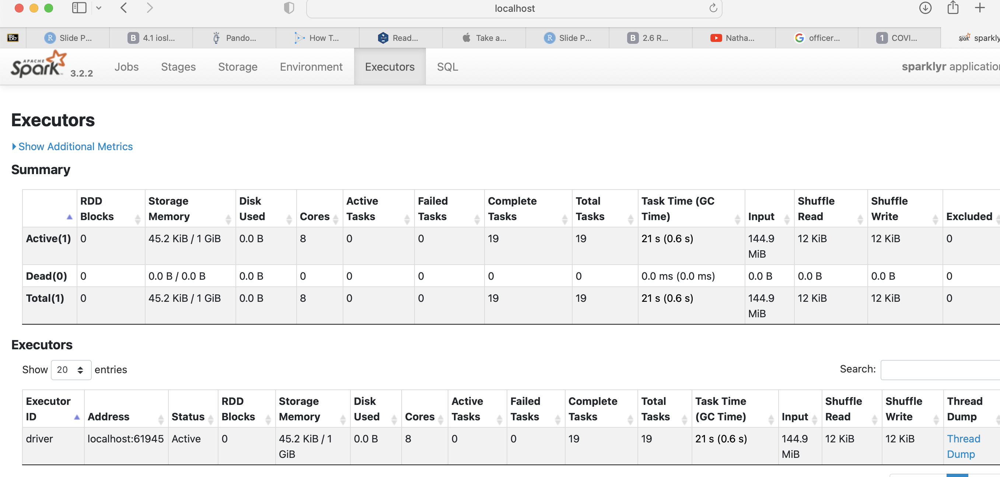 localhost
Bb
R Slide P...
B 4.1 iosl...
Pando...
How T...
Read...
Take a...
R Slide P...
B 2.6 R...
Natha...
G officer...
1 COVI...
Spark sparkly
APACHE Spark 3.2.2
Jobs Stages Storage Environment Executors SQL
sparklyr applicatio
Executors
Show Additional Metrics
Summary
RDD Blocks Storage Memory Disk Used Cores Active Tasks Failed Tasks Complete Tasks Total Tasks Task Time (GC Time) Input Shuffle Read Shuffle Write Excluded
Active(1) 0 45.2 KiB / 1 GiB 0.0 B 8 0 0 19 19 21 s (0.6 s) 144.9 MiB 12 KiB 12 KiB 0
Dead(0) 0 0.0 B / 0.0 B 0.0 B 0 0 0 0 0 0.0 ms (0.0 ms) 0.0 B 0.0 B 0.0 B 0
Total(1) 0 45.2 KiB / 1 GiB 0.0 B 8 0 0 19 19 21 s (0.6 s) 144.9 MiB 12 KiB 12 KiB 0
Executors
Show 20 entries
Search:
Executor ID Address Status RDD Blocks Storage Memory Disk Used Cores Active Tasks Failed Tasks Complete Tasks Total Tasks Task Time (GC Time) Input Shuffle Read Shuffle Write Thread Dump
driver localhost:61945 Active 0 45.2 KiB / 1 GiB 0.0 B 8 0 0 19 19 21 s (0.6 s) 144.9 MiB 12 KiB 12 KiB Thread Dump